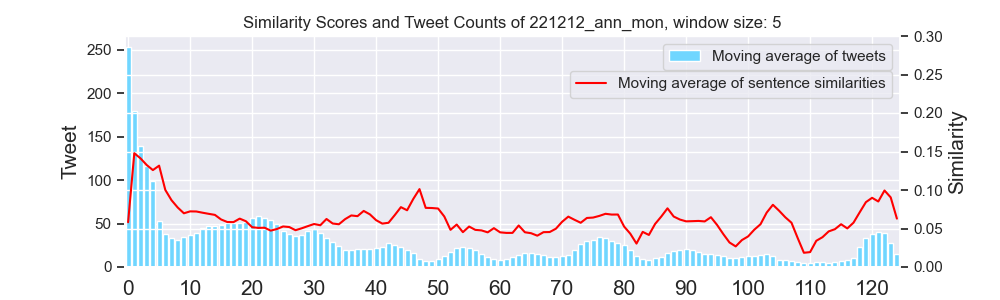 Similarity Scores and Tweet Counts of 221212_ann_mon, window size: 5
Moving average of tweets
Moving average of sentence similarities
Tweet
250
200
150
100
50
0
0.30
0.25
0.20
0.15
0.10
0.05
0.00
Similarity
0 10 20 30 40 50 60 70 80 90 100 110 120